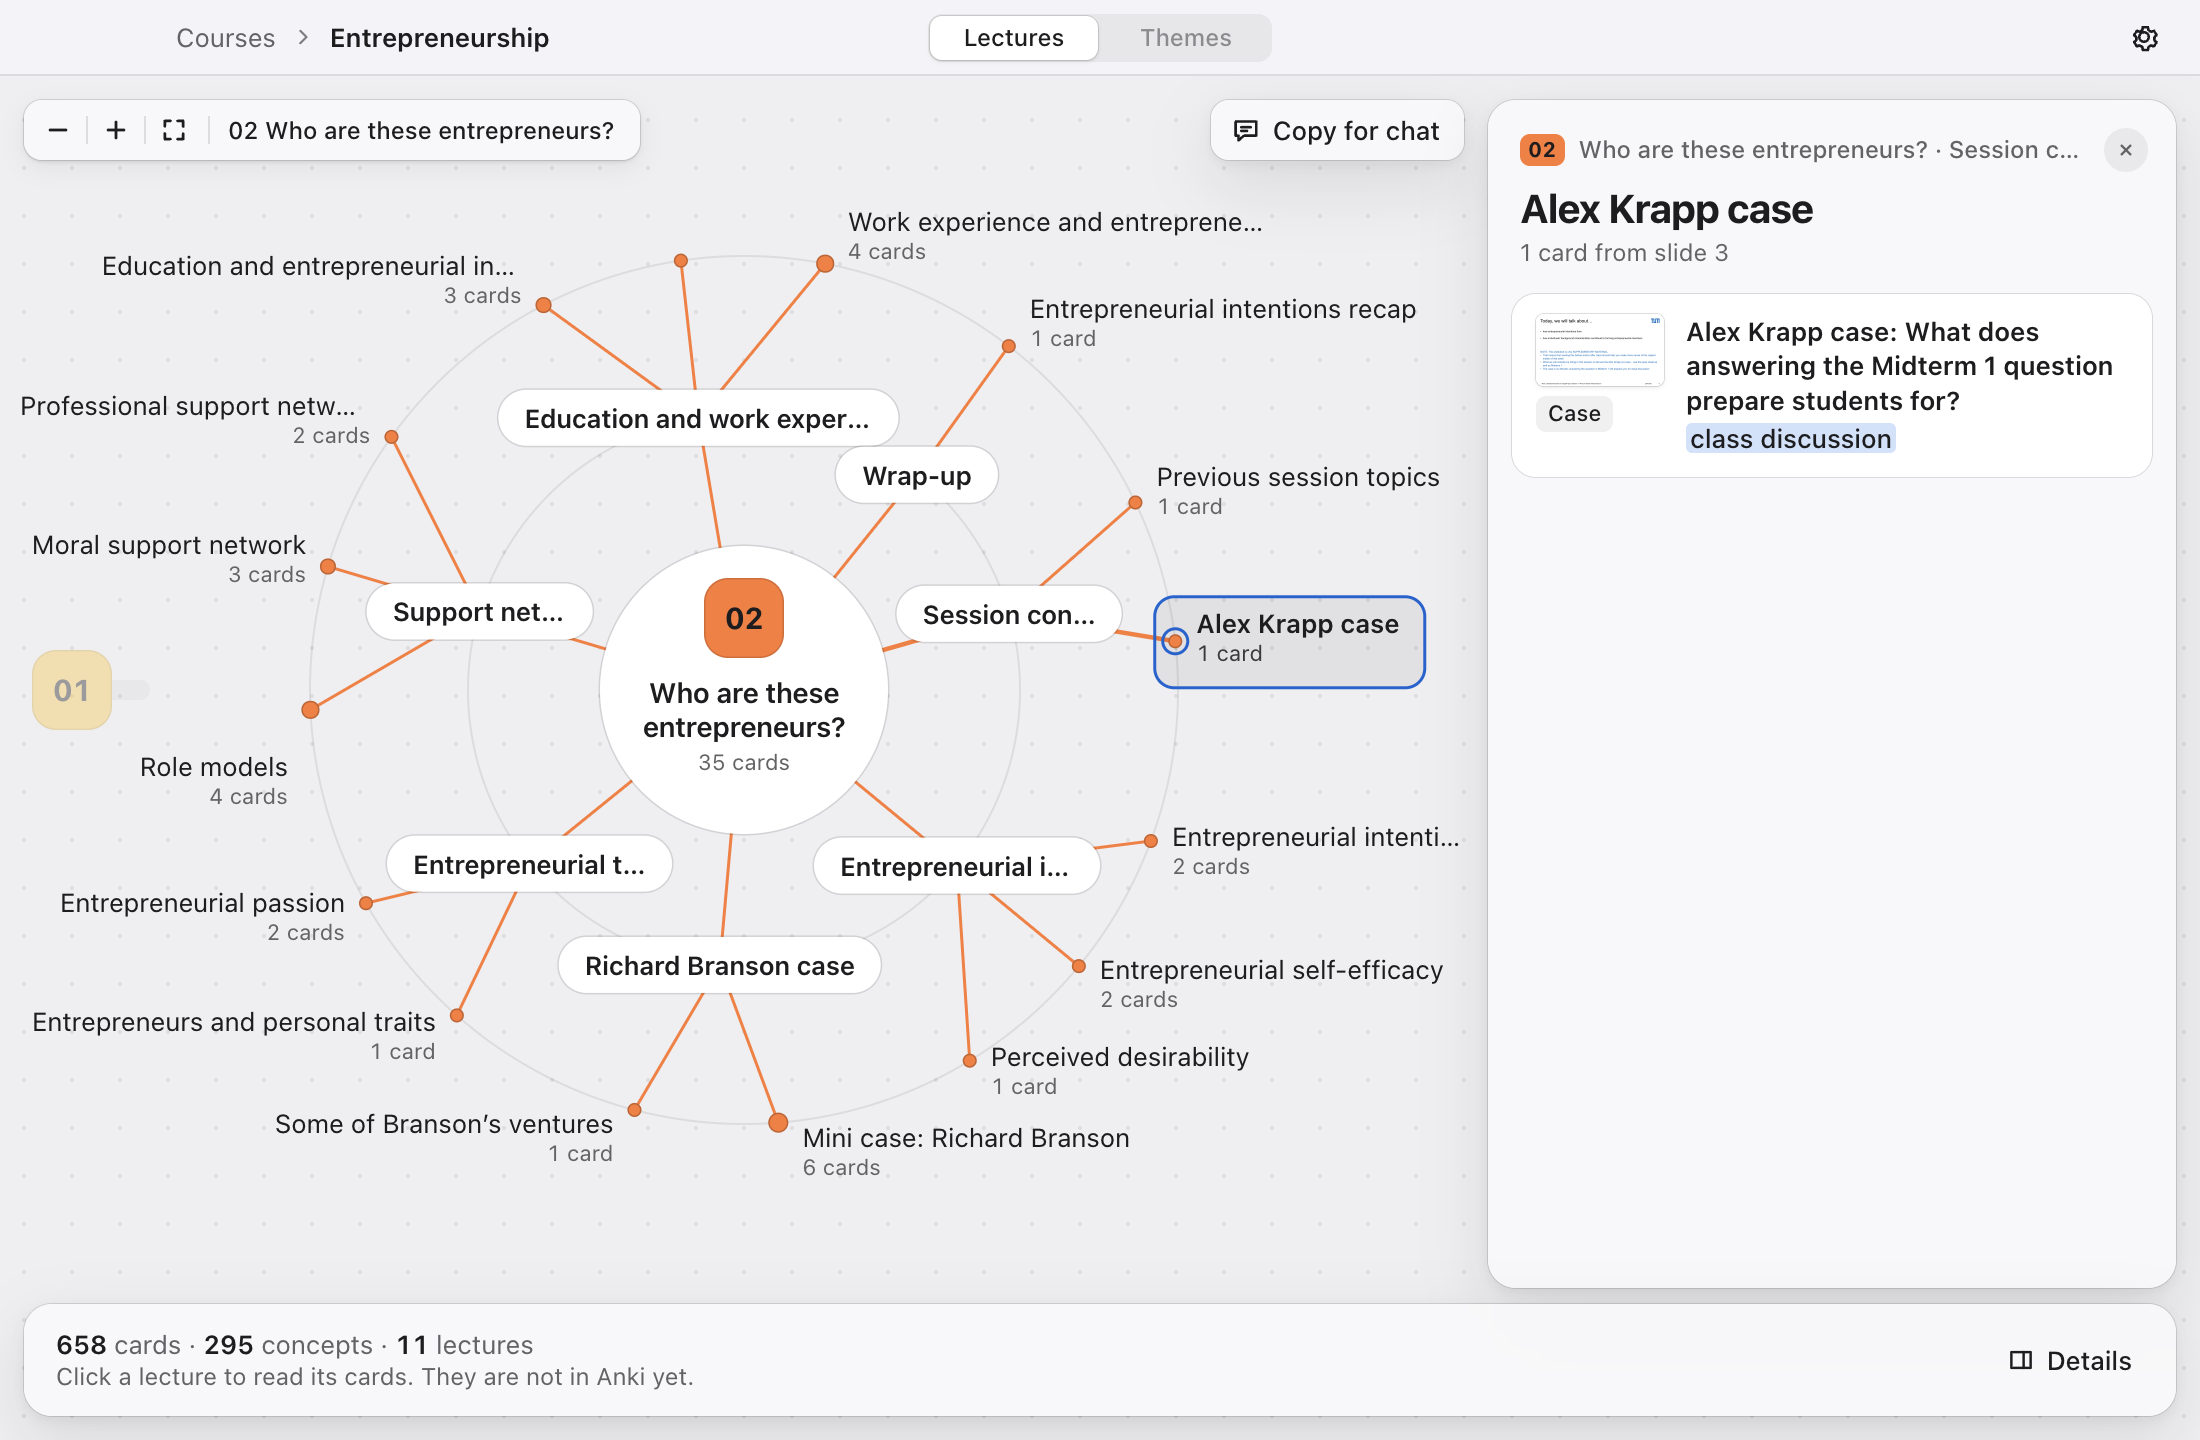 Courses > Entrepreneurship
Lectures
Themes
02 Who are these entrepreneurs?
Copy for chat
Work experience and entreprene...
4 cards
Education and entrepreneurial in...
3 cards
Entrepreneurial intentions recap
1 card
Professional support netw...
2 cards
Education and work exper...
Wrap-up
Previous session topics
1 card
Moral support network
3 cards
Support net...
Session con...
Alex Krapp case
1 card
01
02
Who are these
entrepreneurs?
35 cards
Role models
4 cards
Entrepreneurial t...
Entrepreneurial i...
Entrepreneurial intenti...
2 cards
Entrepreneurial passion
2 cards
Richard Branson case
Entrepreneurial self-efficacy
2 cards
Entrepreneurs and personal traits
1 card
Perceived desirability
1 card
Some of Branson's ventures
1 card
Mini case: Richard Branson
6 cards
02 Who are these entrepreneurs? · Session c...
Alex Krapp case
1 card from slide 3
Today, we will talk about...
Case
Alex Krapp case: What does
answering the Midterm 1 question
prepare students for?
class discussion
658 cards · 295 concepts · 11 lectures
Click a lecture to read its cards. They are not in Anki yet.
Details